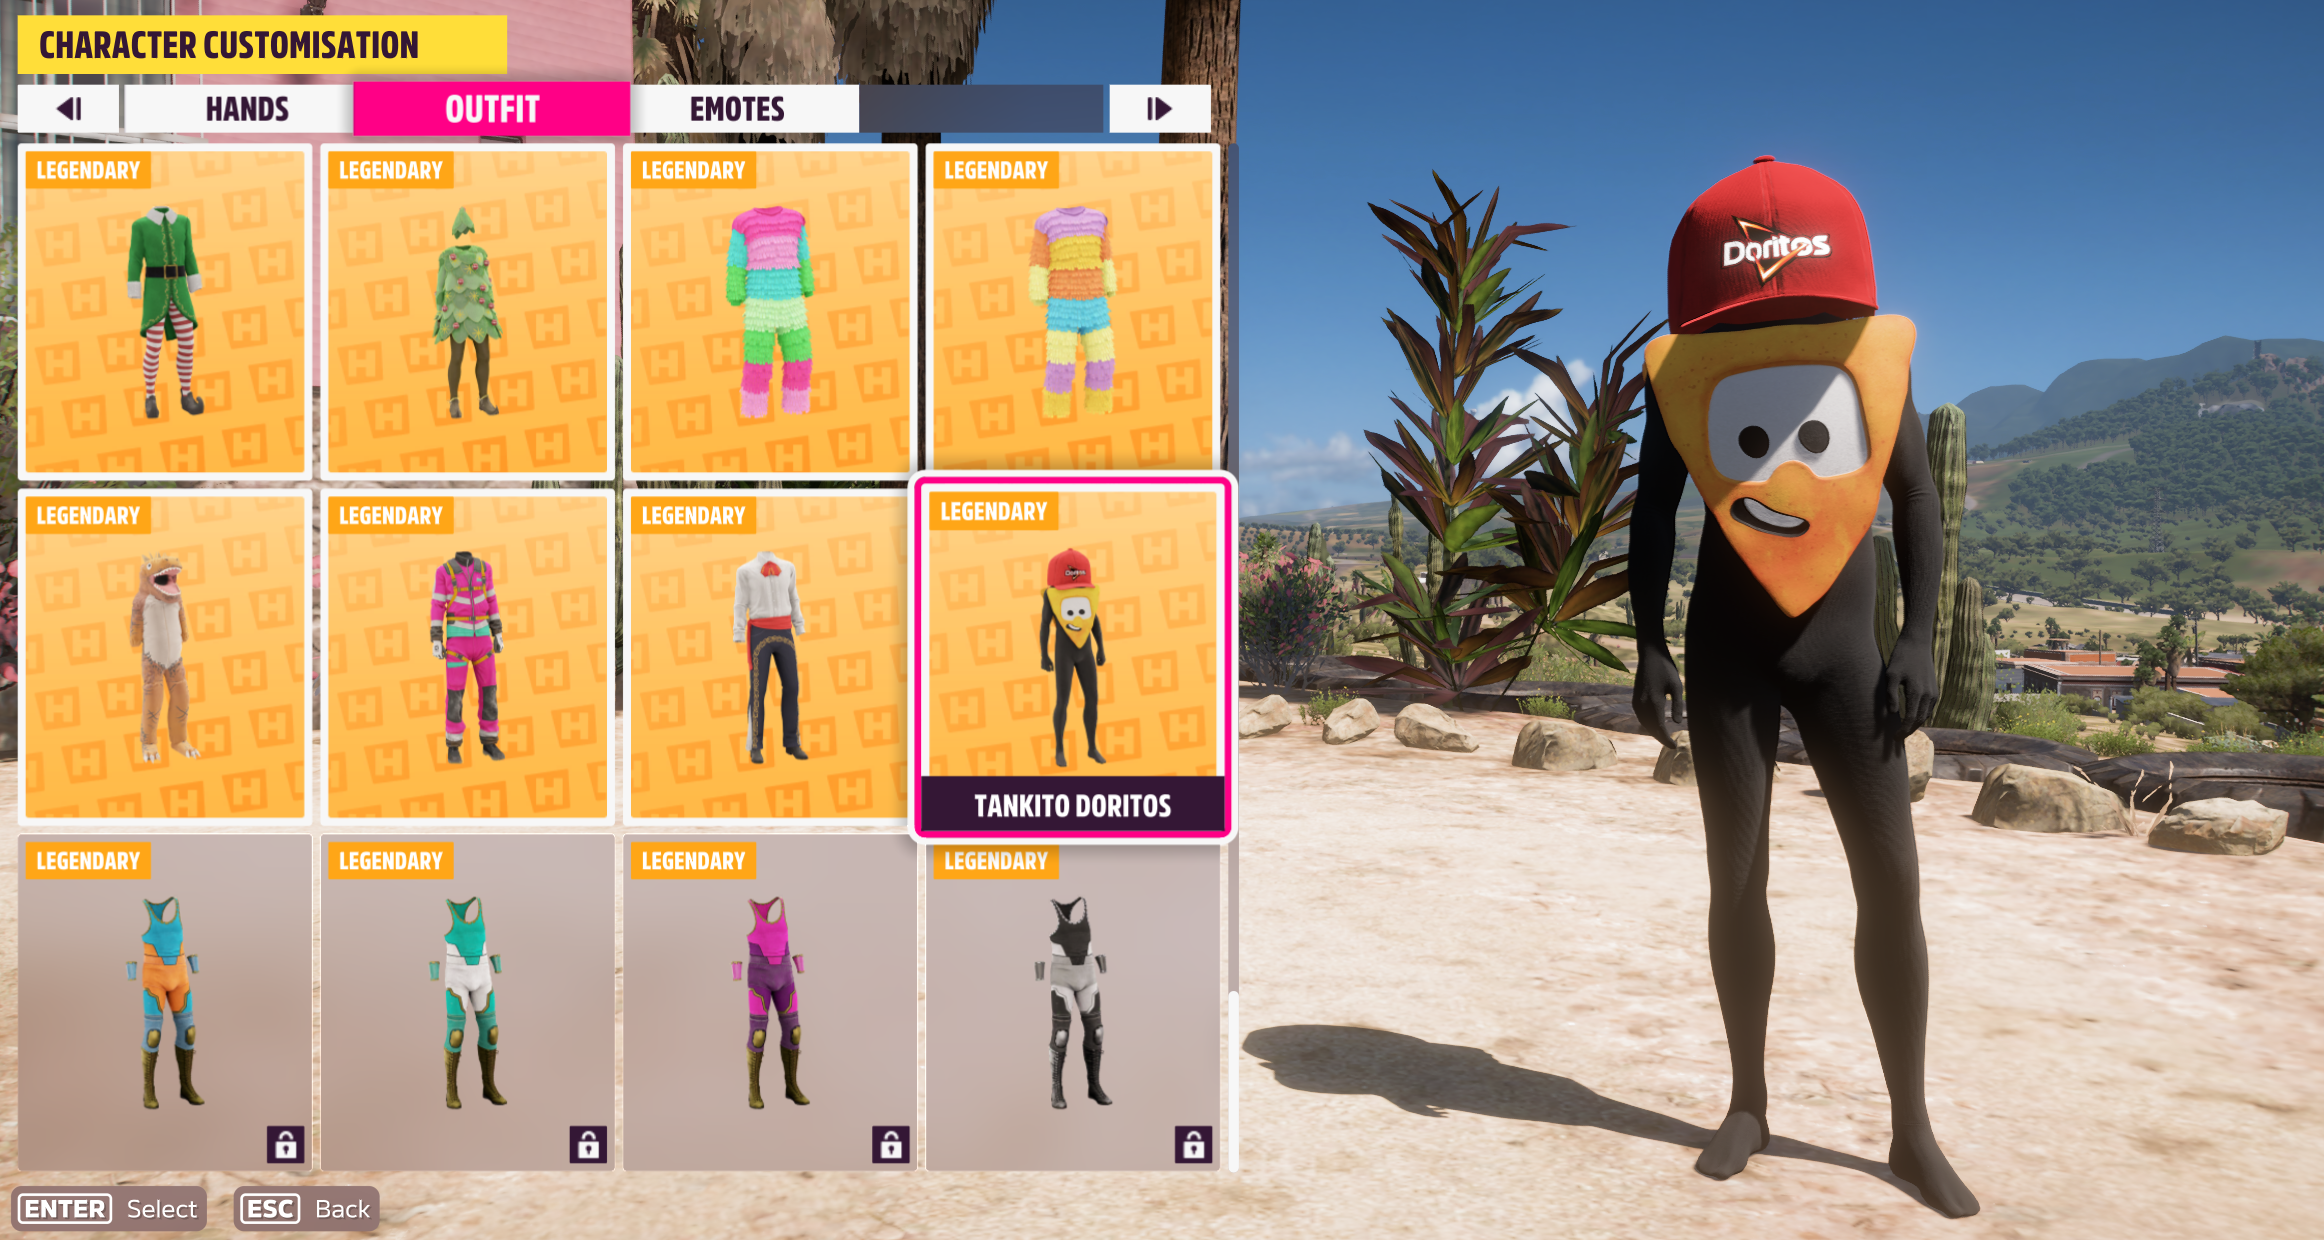 CHARACTER CUSTOMISATION
HANDS
OUTFIT
EMOTES
LEGENDARY
LEGENDARY
LEGENDARY
LEGENDARY
Doritos
LEGENDARY
LEGENDARY
LEGENDARY
LEGENDARY
Doritos
TANKITO DORITOS
LEGENDARY
LEGENDARY
LEGENDARY
LEGENDARY
ENTER Select
ESC Back